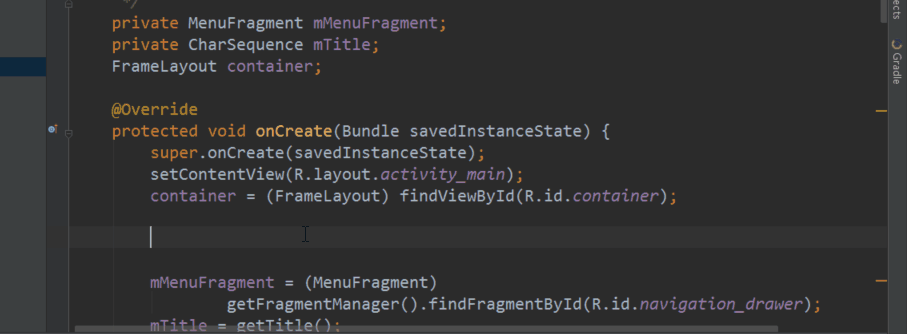 */
private MenuFragment mMenuFragment;
private CharSequence mTitle;
FrameLayout container;
@Override
protected void onCreate(Bundle savedInstanceState) {
super.onCreate(savedInstanceState);
setContentView(R.layout.activity_main);
container = (FrameLayout) findViewById(R.id.container);
mMenuFragment = (MenuFragment)
getFragmentManager().findFragmentById(R.id.navigation_drawer);
mTitle = getTitle();
ects
Gradle